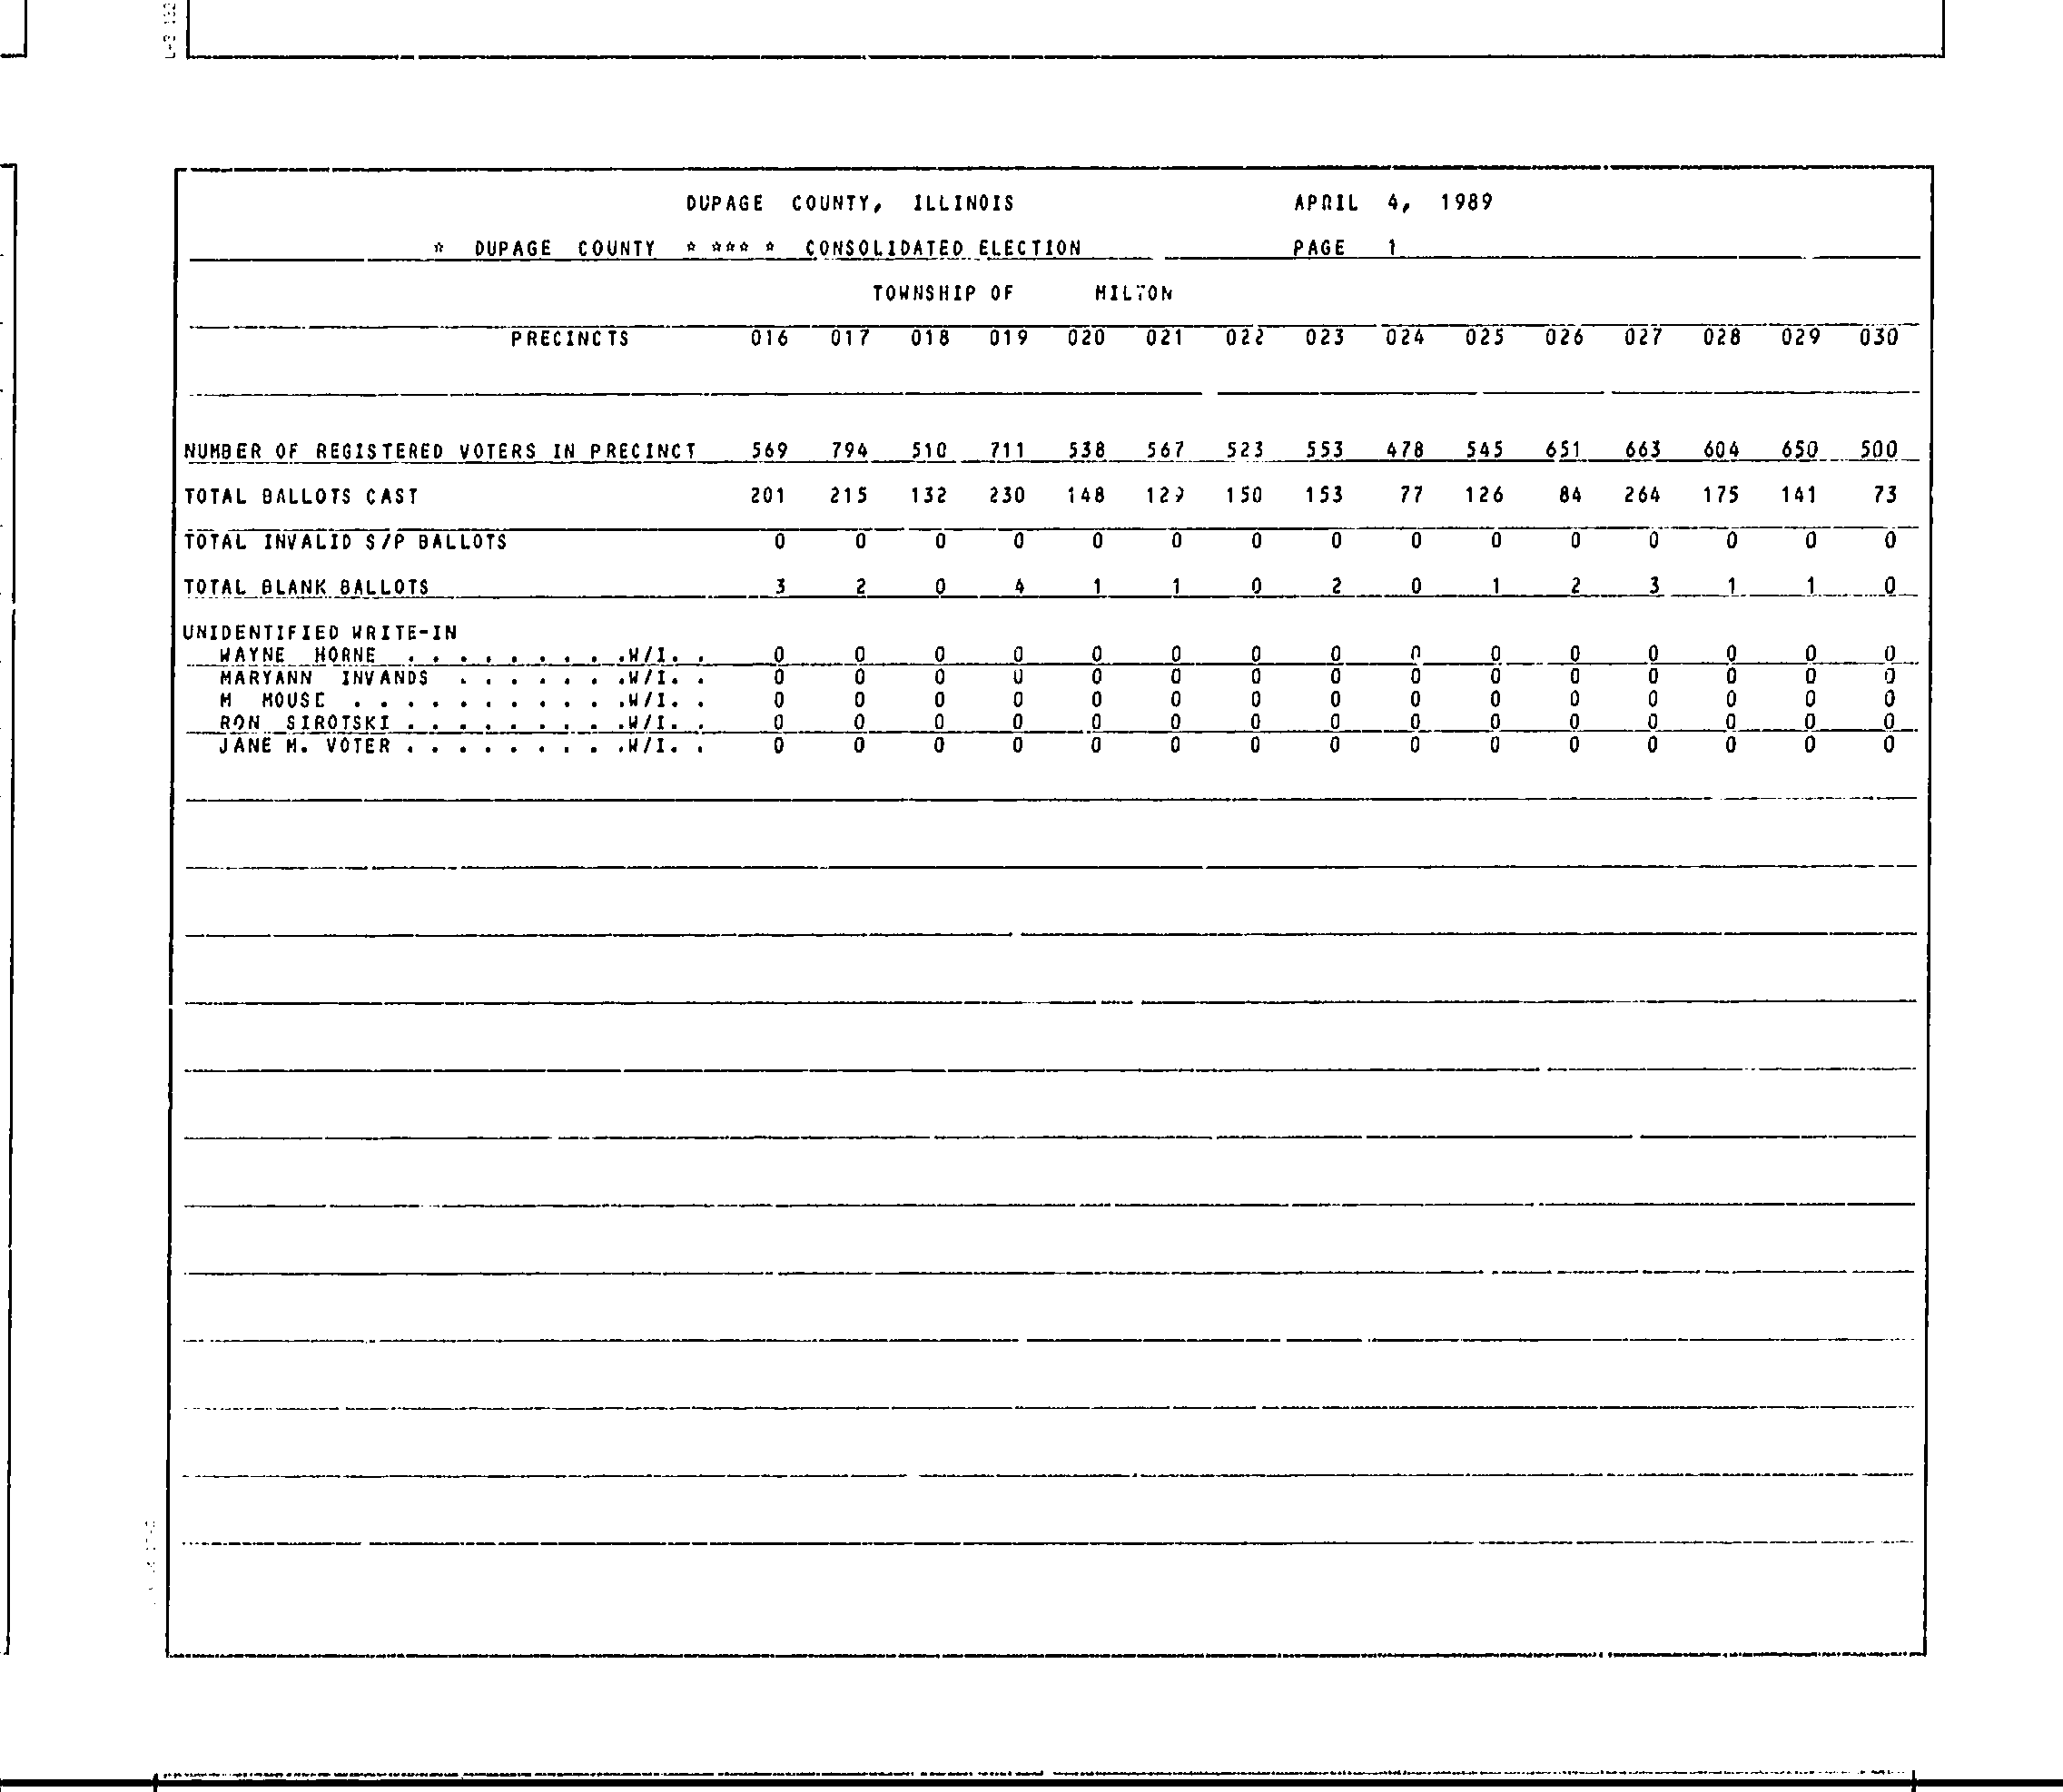 DUPAGE COUNTY, ILLINOIS APRIL 4, 1989
* DUPAGE COUNTY * *** * CONSOLIDATED ELECTION PAGE 1
TOWNSHIP OF MILTON
PRECINCTS 016 017 018 019 020 021 022 023 024 025 026 027 028 029 030
NUMBER OF REGISTERED VOTERS IN PRECINCT 569 794 510 711 538 567 523 553 478 545 651 663 604 650 500
TOTAL BALLOTS CAST 201 215 132 230 148 129 150 153 77 126 84 264 175 141 73
TOTAL INVALID S/P BALLOTS 0 0 0 0 0 0 0 0 0 0 0 0 0 0 0
TOTAL BLANK BALLOTS 3 2 0 4 1 1 0 2 0 1 2 3 1 1 0
UNIDENTIFIED WRITE-IN
WAYNE HORNE . . . . . . . . .W/I. . 0 0 0 0 0 0 0 0 0 0 0 0 0 0 0
MARYANN INVANDS . . . . . . .W/I. . 0 0 0 0 0 0 0 0 0 0 0 0 0 0 0
M MOUSE . . . . . . . . . . .W/I. . 0 0 0 0 0 0 0 0 0 0 0 0 0 0 0
RON SIROTSKI . . . . . . . . .W/I. . 0 0 0 0 0 0 0 0 0 0 0 0 0 0 0
JANE M. VOTER . . . . . . . . .W/I. . 0 0 0 0 0 0 0 0 0 0 0 0 0 0 0